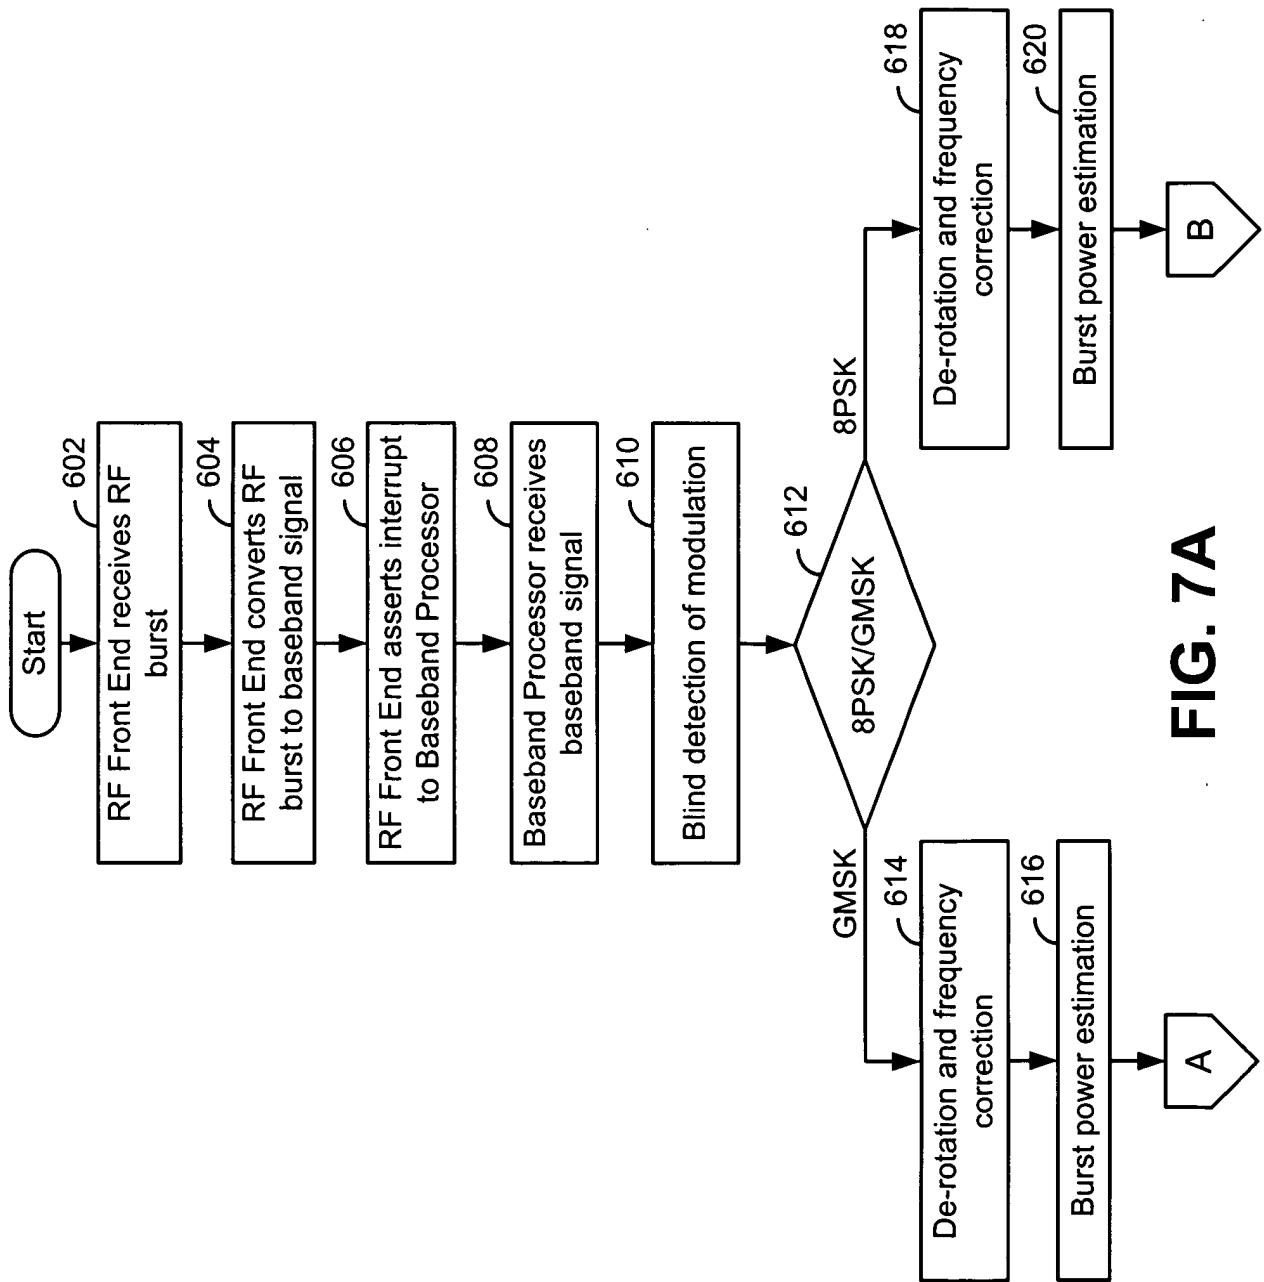 Start
602
RF Front End receives RF
burst
604
RF Front End converts RF
burst to baseband signal
606
RF Front End asserts interrupt
to Baseband Processor
608
Baseband Processor receives
baseband signal
610
Blind detection of modulation
612
8PSK/GMSK
GMSK
8PSK
614
De-rotation and frequency
correction
616
Burst power estimation
A
618
De-rotation and frequency
correction
620
Burst power estimation
B
FIG. 7A